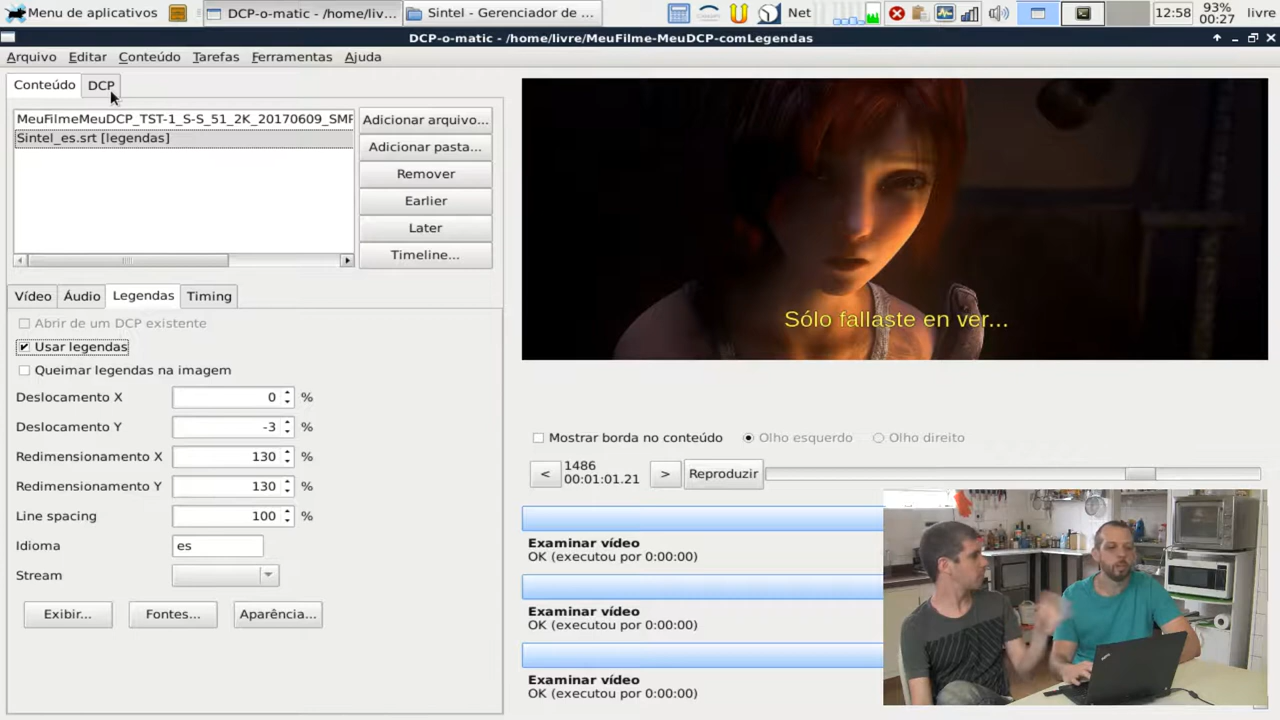 Menu de aplicativos
DCP-o-matic - /home/liv...
Sintel - Gerenciador de ...
Net
12:58
93%
00:27
livre
DCP-o-matic - /home/livre/MeuFilme-MeuDCP-comLegendas
Arquivo Editar Conteúdo Tarefas Ferramentas Ajuda
Conteúdo DCP
MeuFilmeMeuDCP_TST-1_S-S_51_2K_20170609_SMP
Sintel_es.srt [legendas]
Adicionar arquivo...
Adicionar pasta...
Remover
Earlier
Later
Timeline...
Vídeo Áudio Legendas Timing
Abrir de um DCP existente
Usar legendas
Queimar legendas na imagem
Deslocamento X 0 %
Deslocamento Y -3 %
Redimensionamento X 130 %
Redimensionamento Y 130 %
Line spacing 100 %
Idioma es
Stream
Exibir... Fontes... Aparência...
Sólo fallaste en ver...
Mostrar borda no conteúdo Olho esquerdo Olho direito
< 1486
00:01:01.21
> Reproduzir
Examinar vídeo
OK (executou por 0:00:00)
Examinar vídeo
OK (executou por 0:00:00)
Examinar vídeo
OK (executou por 0:00:00)